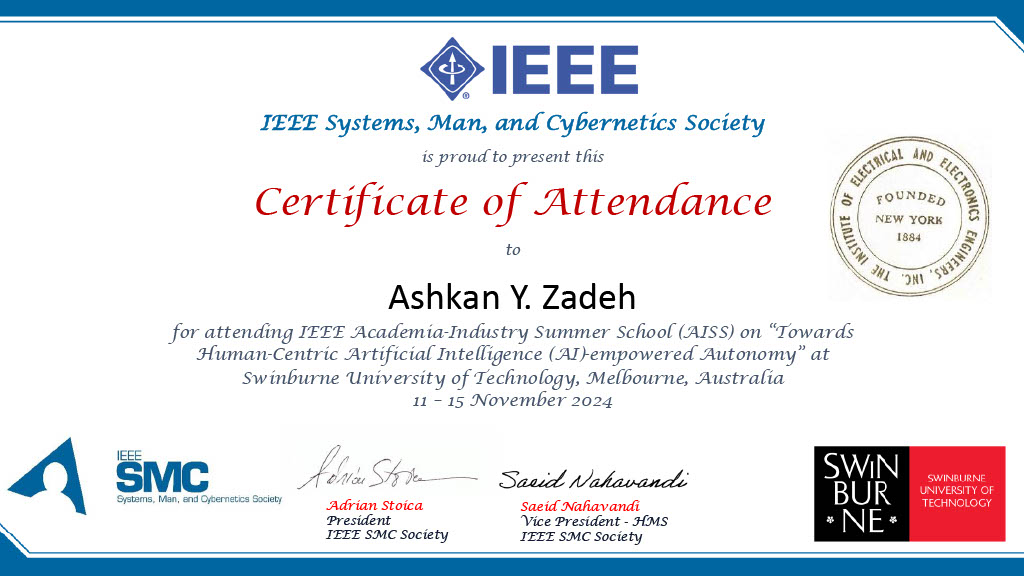 IEEE
IEEE Systems, Man, and Cybernetics Society
is proud to present this
Certificate of Attendance
to
Ashkan Y. Zadeh
for attending IEEE Academia-Industry Summer School (AISS) on “Towards
Human-Centric Artificial Intelligence (AI)-empowered Autonomy” at
Swinburne University of Technology, Melbourne, Australia
11 – 15 November 2024
THE INSTITUTE OF ELECTRICAL AND ELECTRONICS ENGINEERS, INC.
FOUNDED
NEW YORK
1884
IEEE
SMC
Systems, Man, and Cybernetics Society
Adrian Stoica
Adrian Stoica
President
IEEE SMC Society
Saeid Nahavandi
Saeid Nahavandi
Vice President - HMS
IEEE SMC Society
SWiN
BUR
*NE*
SWINBURNE
UNIVERSITY OF
TECHNOLOGY